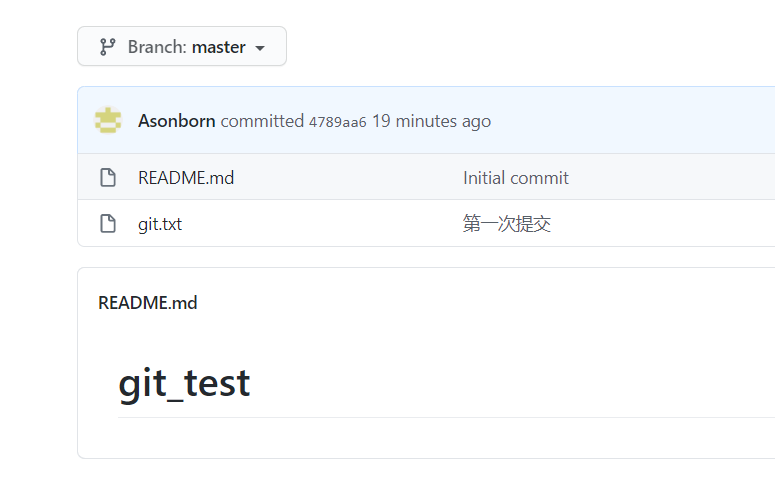 Branch: master
Asonborn committed 4789aa6 19 minutes ago
README.md Initial commit
git.txt 第一次提交
README.md
git_test